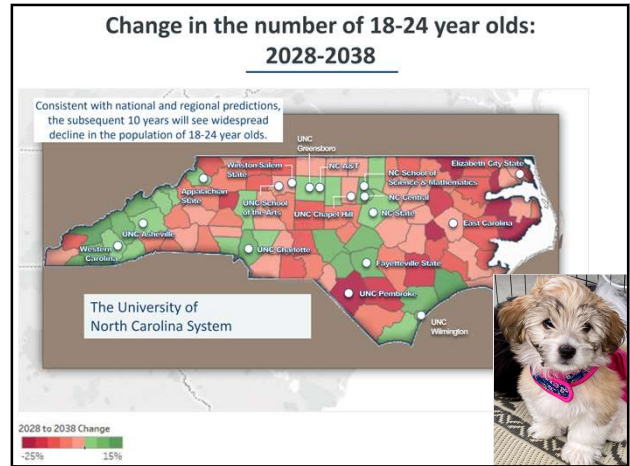 Change in the number of 18-24 year olds:
2028-2038
Consistent with national and regional predictions,
the subsequent 10 years will see widespread
decline in the population of 18-24 year olds.
UNC
Greensboro
Winston-Salem
State
NC A&T
Elizabeth City State
NC School of
Science & Mathematics
Appalachian
State
UNC School
of the Arts
UNC Chapel Hill
NC Central
NC State
East Carolina
UNC Asheville
Western
Carolina
UNC Charlotte
Fayetteville State
UNC Pembroke
UNC
Wilmington
The University of
North Carolina System
2028 to 2038 Change
-25%
15%